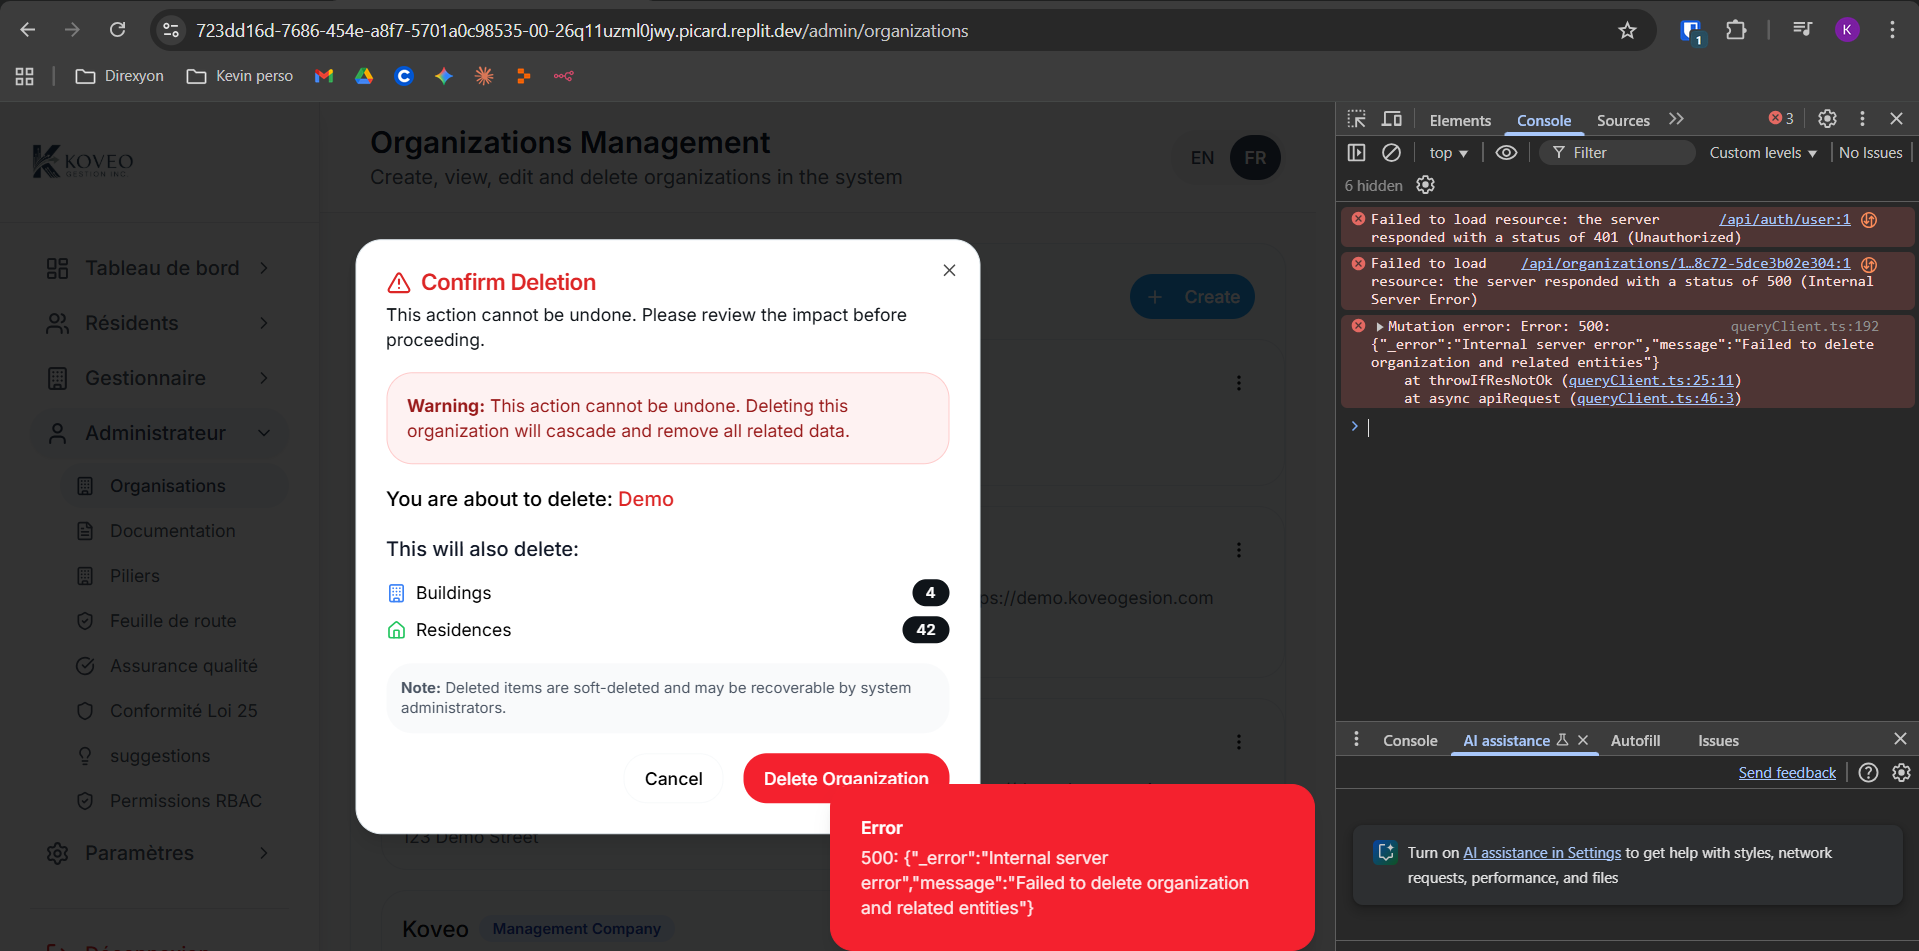 723dd16d-7686-454e-a8f7-5701a0c98535-00-26q11uzml0jwy.picard.replit.dev/admin/organizations
1
K
Direxyon
Kevin perso
KOVEO
GESTION INC.
Tableau de bord
Résidents
Gestionnaire
Administrateur
Organisations
Documentation
Piliers
Feuille de route
Assurance qualité
Conformité Loi 25
suggestions
Permissions RBAC
Paramètres
Organizations Management
Create, view, edit and delete organizations in the system
EN
FR
Create
Confirm Deletion
This action cannot be undone. Please review the impact before
proceeding.
Warning: This action cannot be undone. Deleting this
organization will cascade and remove all related data.
You are about to delete: Demo
This will also delete:
Buildings
4
Residences
42
Note: Deleted items are soft-deleted and may be recoverable by system
administrators.
Cancel
Delete Organization
ps://demo.koveogesion.com
123 Demo Street
Koveo
Management Company
Error
500: {"_error":"Internal server
error","message":"Failed to delete organization
and related entities"}
Elements
Console
Sources
3
top
Filter
Custom levels
No Issues
6 hidden
Failed to load resource: the server /api/auth/user:1
responded with a status of 401 (Unauthorized)
Failed to load /api/organizations/1…8c72-5dce3b02e304:1
resource: the server responded with a status of 500 (Internal
Server Error)
Mutation error: Error: 500: queryClient.ts:192
{"_error":"Internal server error","message":"Failed to delete
organization and related entities"}
at throwIfResNotOk (queryClient.ts:25:11)
at async apiRequest (queryClient.ts:46:3)
Console
AI assistance
Autofill
Issues
Send feedback
Turn on AI assistance in Settings to get help with styles, network
requests, performance, and files